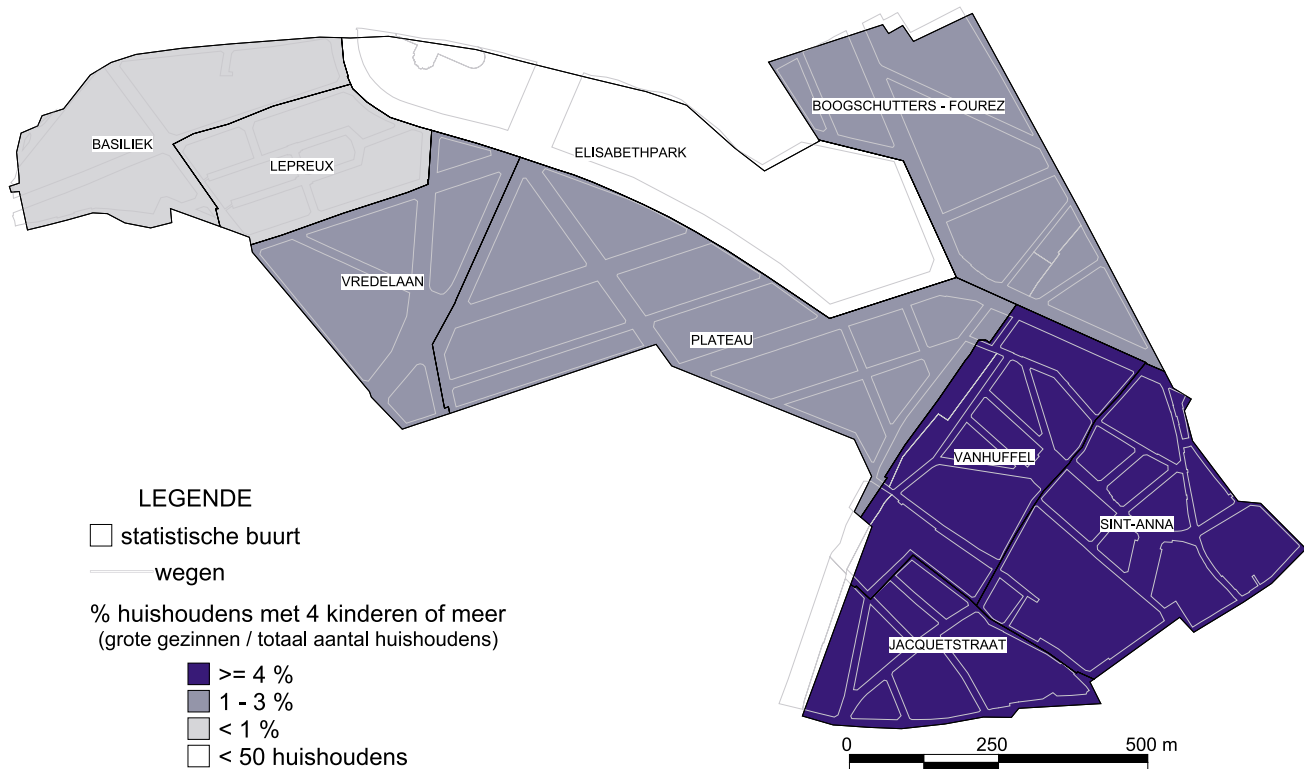 BOOGSCHUTTERS - FOUREZ
BASILIEK
ELISABETHPARK
LEPREUX
VREDELAAN
PLATEAU
VANHUFFEL
SINT-ANNA
JACQUETSTRAAT
LEGENDE
statistische buurt
wegen
% huishoudens met 4 kinderen of meer
(grote gezinnen / totaal aantal huishoudens)
>= 4 %
1 - 3 %
< 1 %
< 50 huishoudens
0 250 500 m